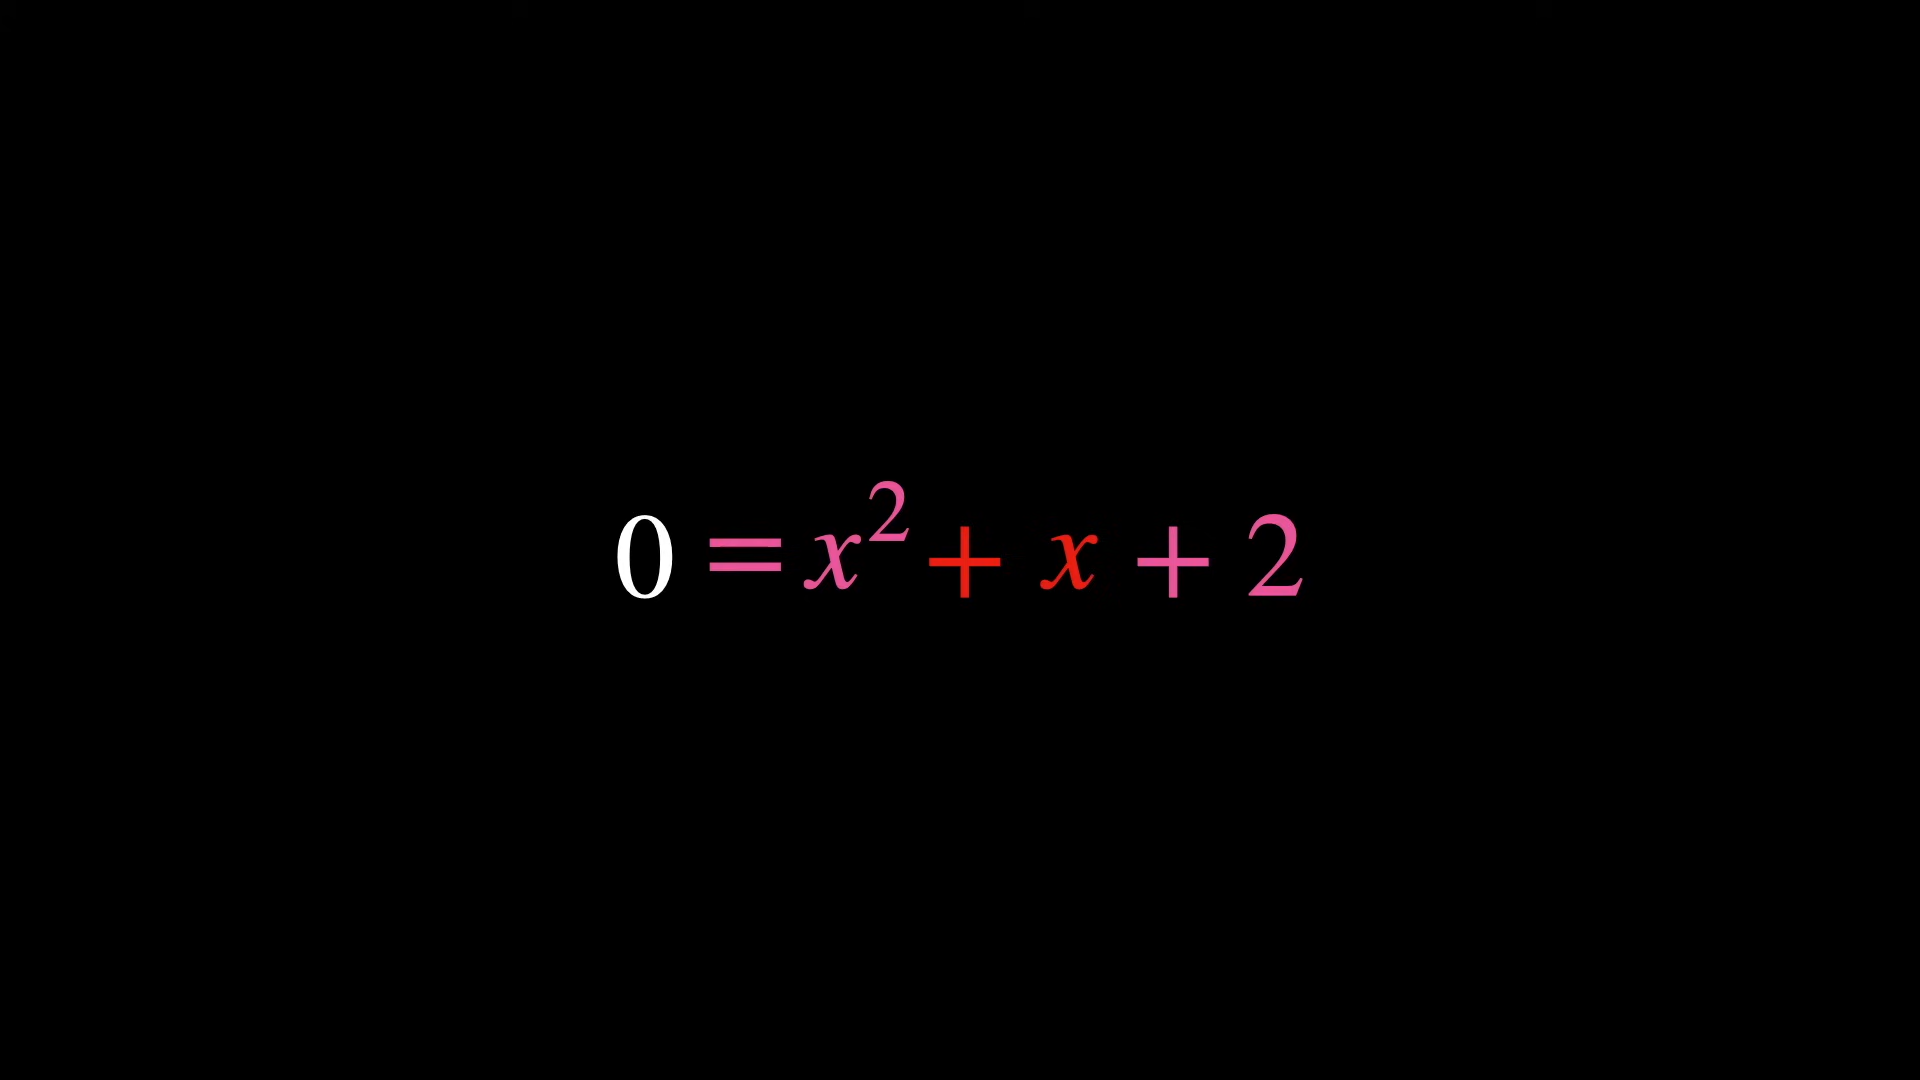 0 = x² + x + 2